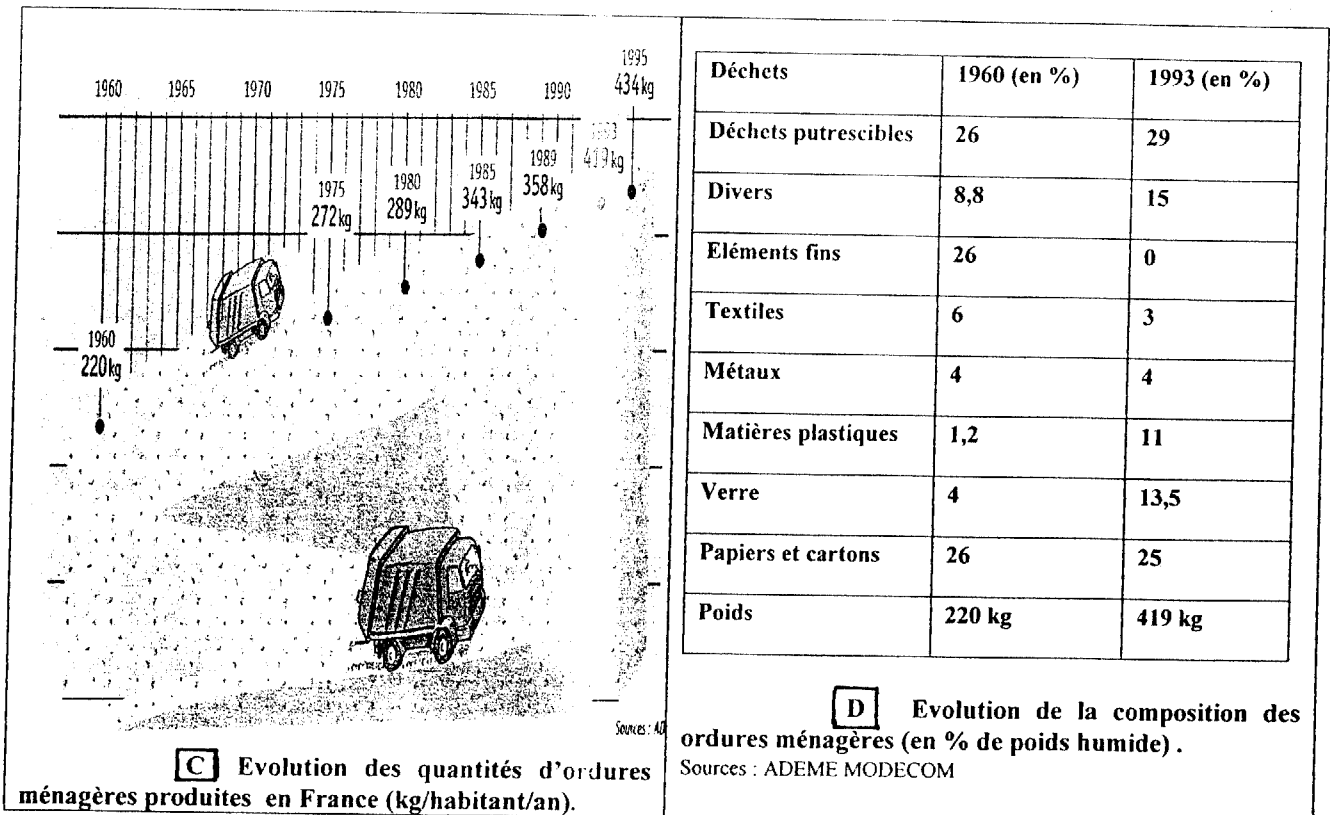 1960 1965 1970 1975 1980 1985 1990 1995
434kg
1993
419kg
1989
358kg
1985
343kg
1980
289kg
1975
272kg
1960
220kg
Sources : AD
C Evolution des quantités d'ordures
ménagères produites en France (kg/habitant/an).
Déchets 1960 (en %) 1993 (en %)
Déchets putrescibles 26 29
Divers 8,8 15
Eléments fins 26 0
Textiles 6 3
Métaux 4 4
Matières plastiques 1,2 11
Verre 4 13,5
Papiers et cartons 26 25
Poids 220 kg 419 kg
D Evolution de la composition des
ordures ménagères (en % de poids humide) .
Sources : ADEME MODECOM